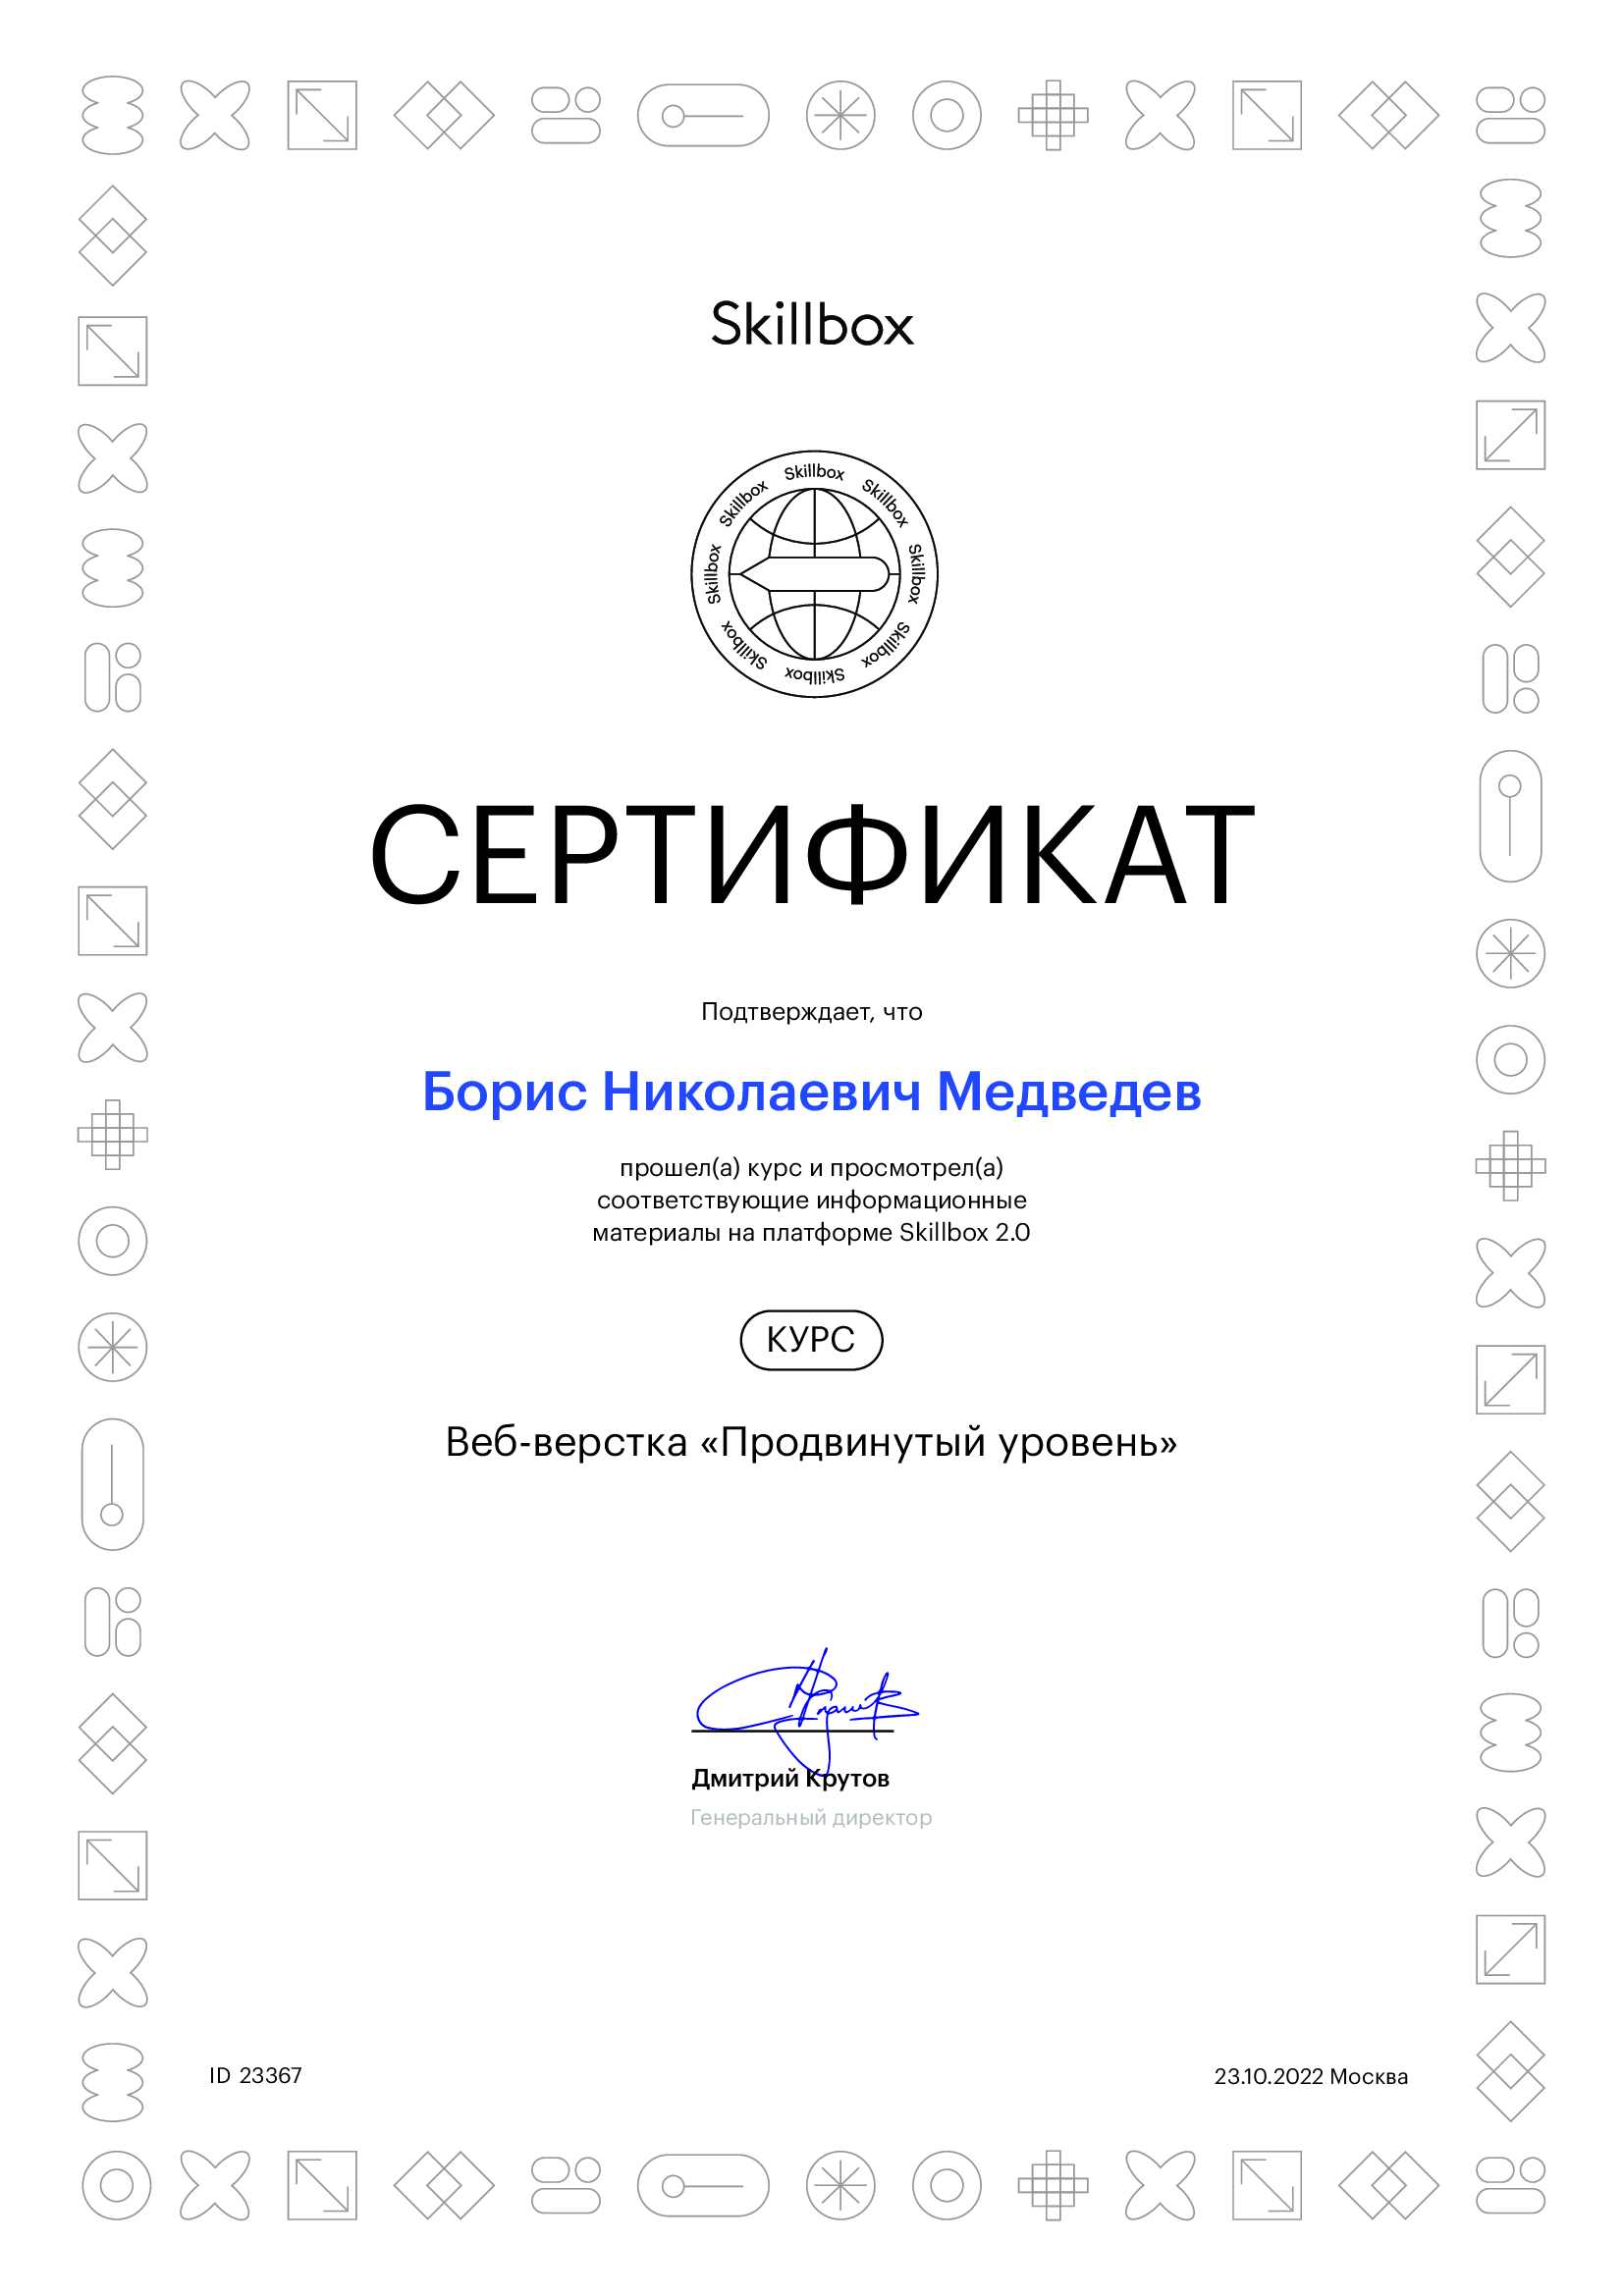 Skillbox
Skillbox Skillbox Skillbox Skillbox Skillbox Skillbox Skillbox Skillbox
СЕРТИФИКАТ
Подтверждает, что
Борис Николаевич Медведев
прошел(а) курс и просмотрел(а)
соответствующие информационные
материалы на платформе Skillbox 2.0
КУРС
Веб-верстка «Продвинутый уровень»
Дмитрий Крутов
Генеральный директор
ID 23367
23.10.2022 Москва